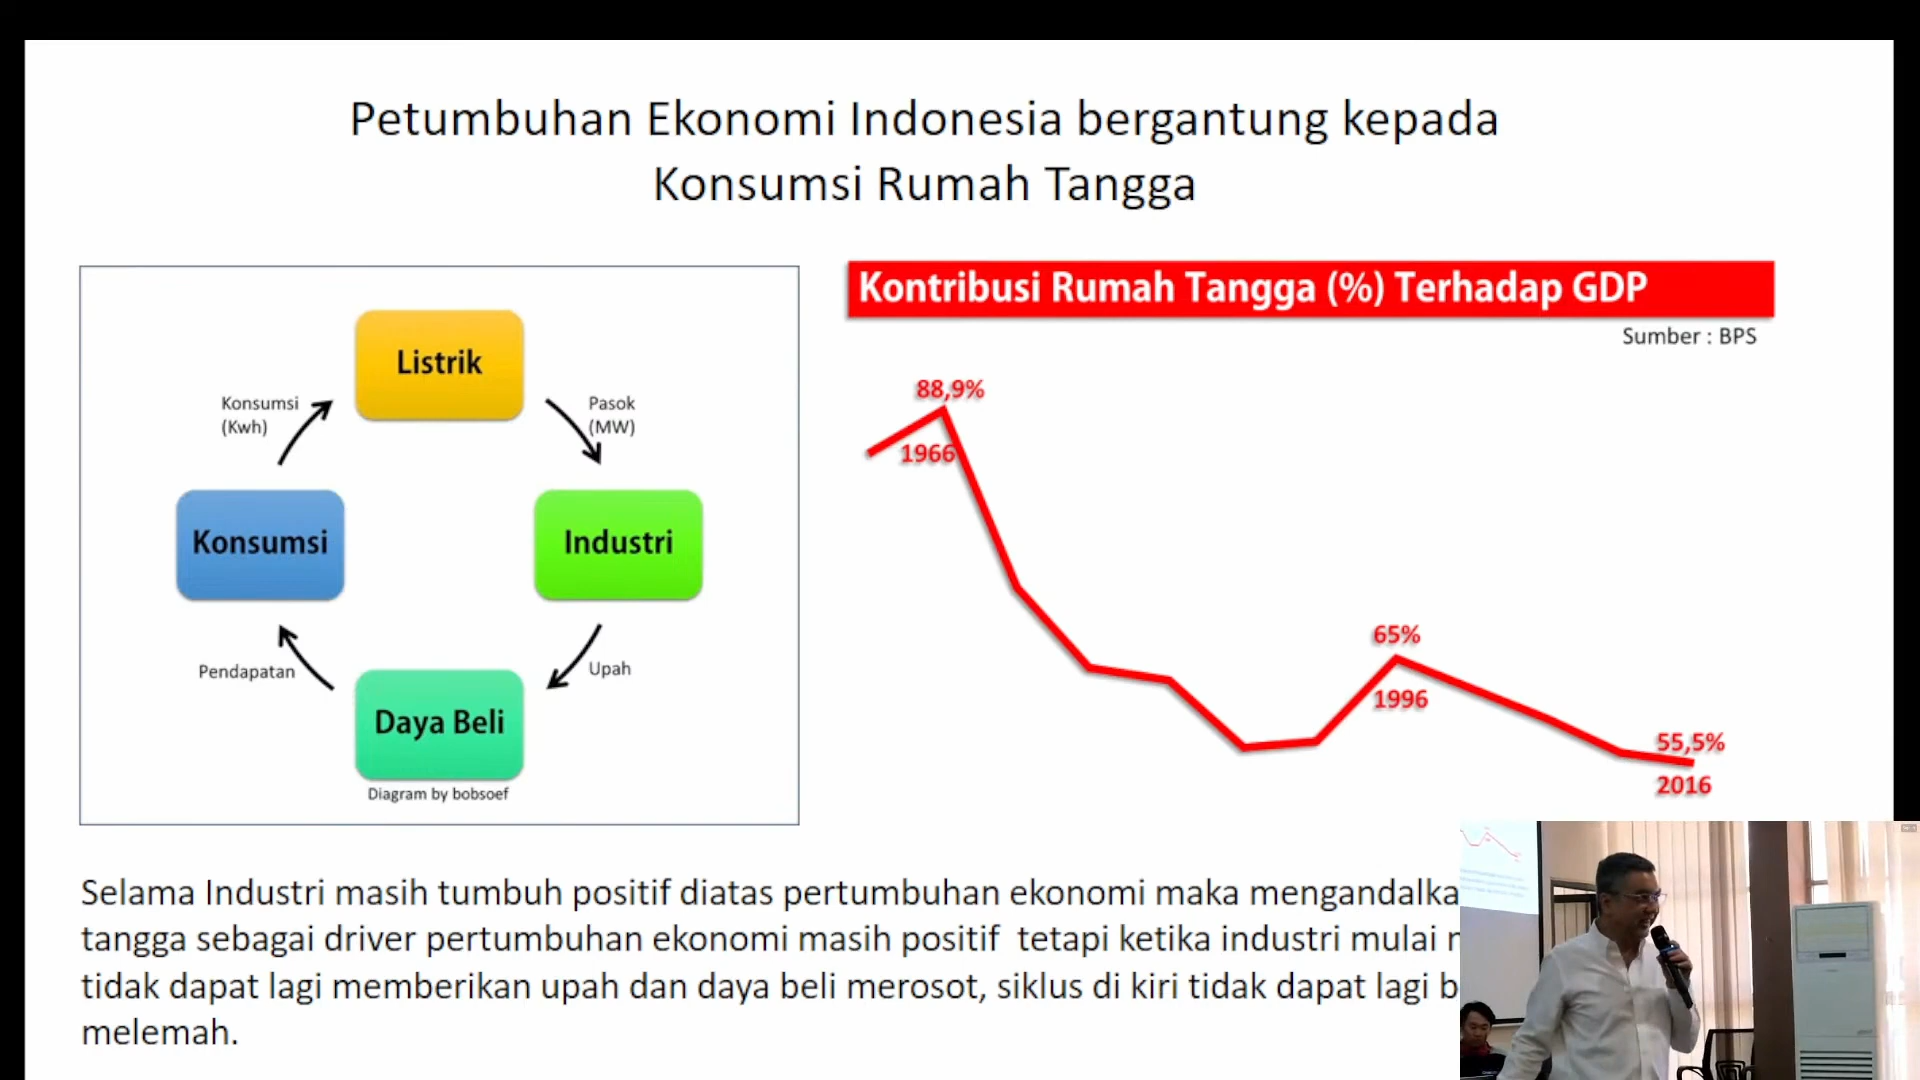 Petumbuhan Ekonomi Indonesia bergantung kepada
Konsumsi Rumah Tangga
Listrik
Konsumsi
(Kwh)
Pasok
(MW)
Konsumsi
Industri
Pendapatan
Upah
Daya Beli
Diagram by bobsoef
Kontribusi Rumah Tangga (%) Terhadap GDP
Sumber : BPS
88,9%
1966
65%
1996
55,5%
2016
Selama Industri masih tumbuh positif diatas pertumbuhan ekonomi maka mengandalka
tangga sebagai driver pertumbuhan ekonomi masih positif tetapi ketika industri mulai
tidak dapat lagi memberikan upah dan daya beli merosot, siklus di kiri tidak dapat lagi b
melemah.